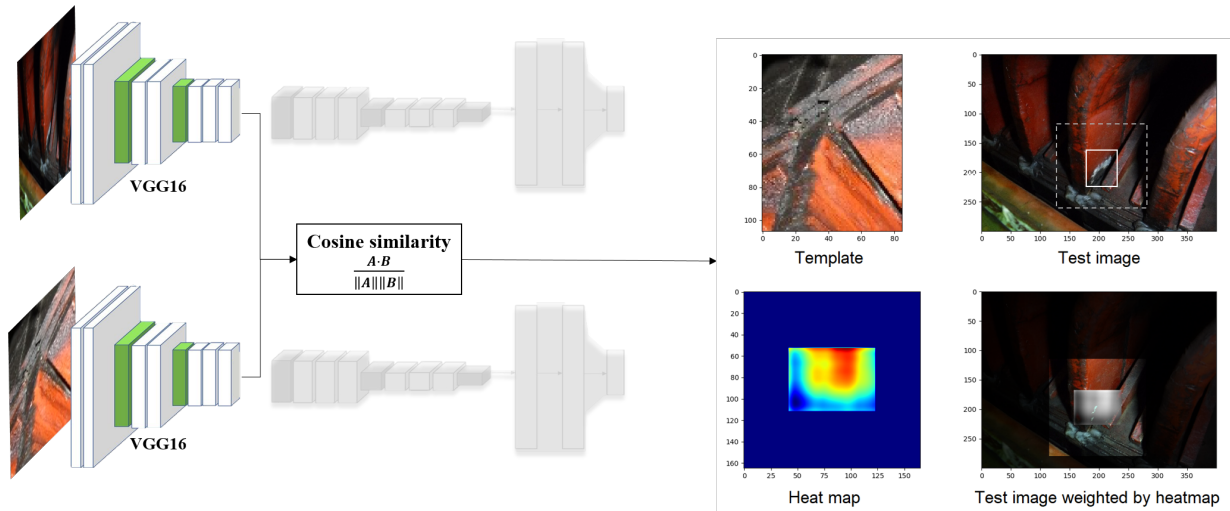 VGG16
VGG16
Cosine similarity
A·B
‖A‖‖B‖
0
20
40
60
80
100
0 20 40 60 80
Template
0
50
100
150
200
250
0 50 100 150 200 250 300 350
Test image
0
20
40
60
80
100
120
140
160
0 25 50 75 100 125 150
Heat map
0
50
100
150
200
250
0 50 100 150 200 250 300 350
Test image weighted by heatmap